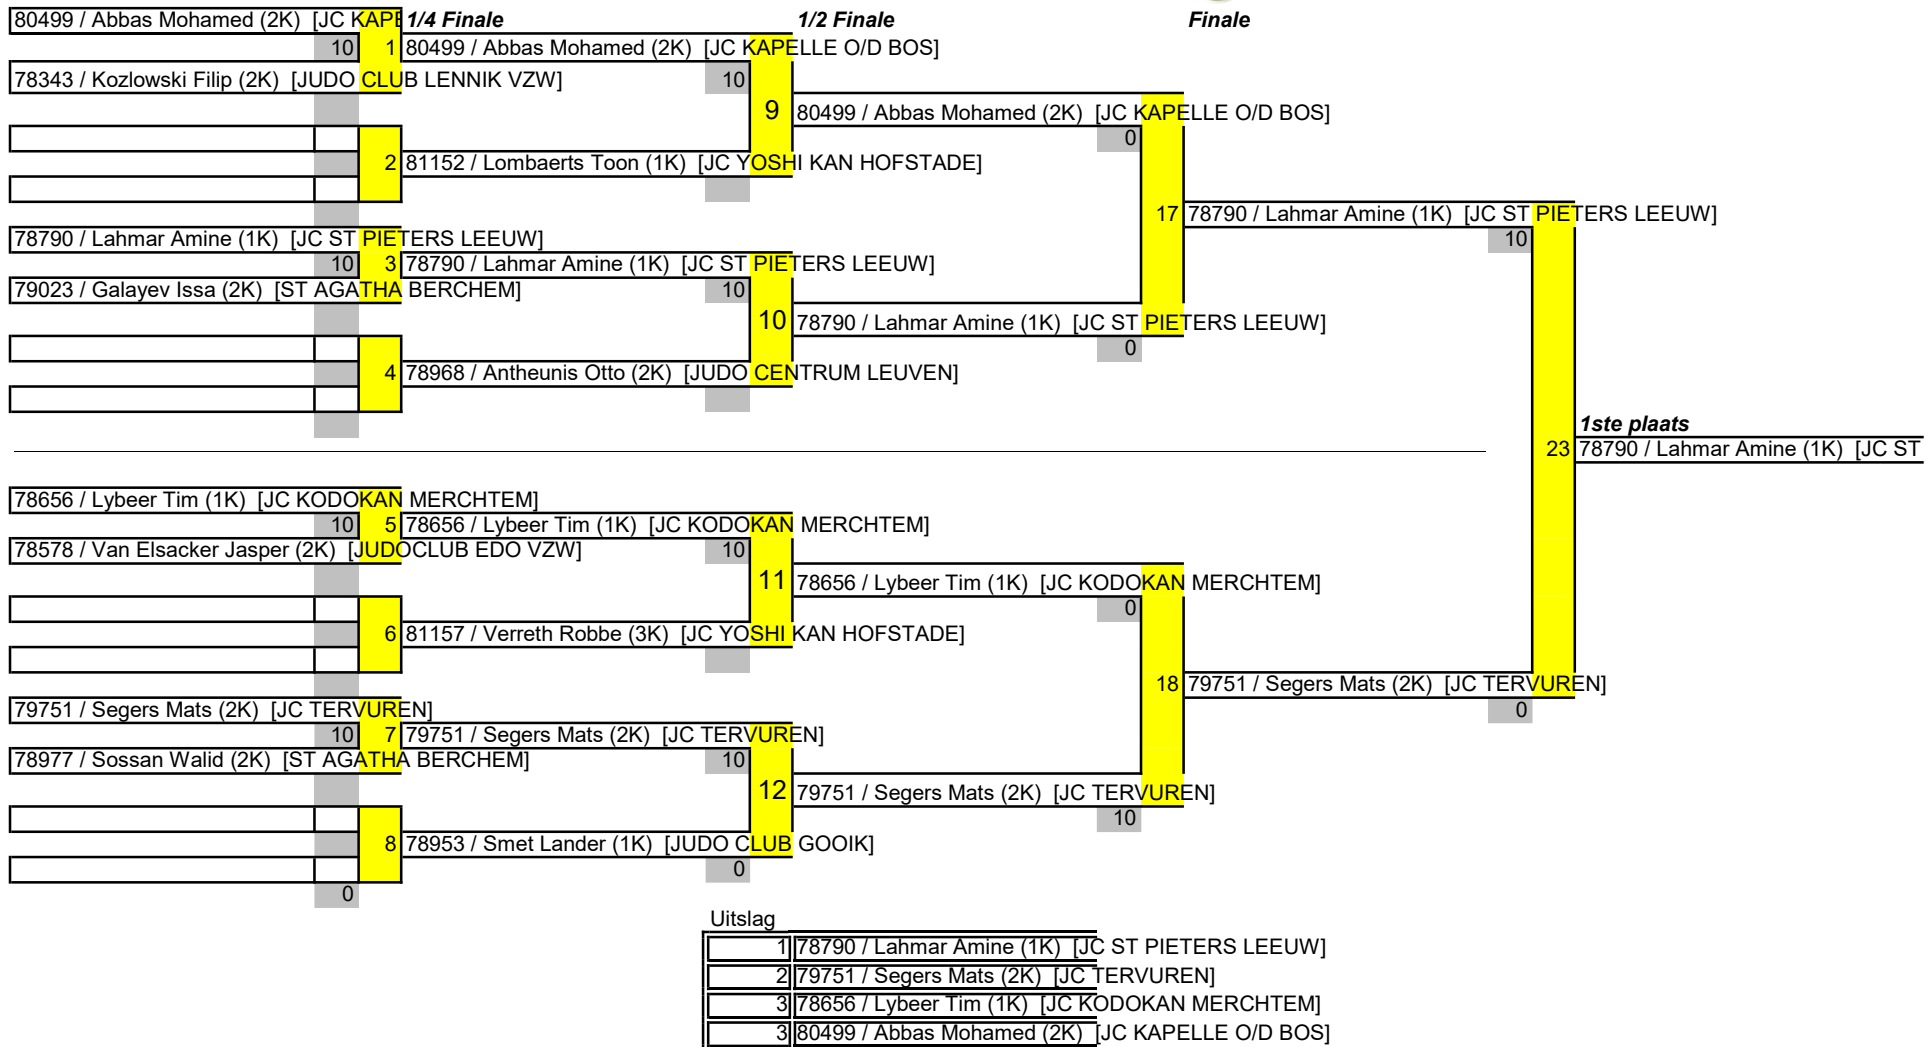 80499 / Abbas Mohamed (2K) [JC KAPE 1/4 Finale 1/2 Finale Finale
10 1 80499 / Abbas Mohamed (2K) [JC KAPELLE O/D BOS]
78343 / Kozlowski Filip (2K) [JUDO CLUB LENNIK VZW] 10
9 80499 / Abbas Mohamed (2K) [JC KAPELLE O/D BOS]
0
2 81152 / Lombaerts Toon (1K) [JC YOSHI KAN HOFSTADE]
17 78790 / Lahmar Amine (1K) [JC ST PIETERS LEEUW]
78790 / Lahmar Amine (1K) [JC ST PIETERS LEEUW] 10
10 3 78790 / Lahmar Amine (1K) [JC ST PIETERS LEEUW]
79023 / Galayev Issa (2K) [ST AGATHA BERCHEM] 10
10 78790 / Lahmar Amine (1K) [JC ST PIETERS LEEUW]
0
4 78968 / Antheunis Otto (2K) [JUDO CENTRUM LEUVEN]
1ste plaats
23 78790 / Lahmar Amine (1K) [JC ST
78656 / Lybeer Tim (1K) [JC KODOKAN MERCHTEM]
10 5 78656 / Lybeer Tim (1K) [JC KODOKAN MERCHTEM]
78578 / Van Elsacker Jasper (2K) [JUDOCLUB EDO VZW] 10
11 78656 / Lybeer Tim (1K) [JC KODOKAN MERCHTEM]
0
6 81157 / Verreth Robbe (3K) [JC YOSHI KAN HOFSTADE]
18 79751 / Segers Mats (2K) [JC TERVUREN]
79751 / Segers Mats (2K) [JC TERVUREN] 0
10 7 79751 / Segers Mats (2K) [JC TERVUREN]
78977 / Sossan Walid (2K) [ST AGATHA BERCHEM] 10
12 79751 / Segers Mats (2K) [JC TERVUREN]
10
8 78953 / Smet Lander (1K) [JUDO CLUB GOOIK]
0
0
Uitslag
1 78790 / Lahmar Amine (1K) [JC ST PIETERS LEEUW]
2 79751 / Segers Mats (2K) [JC TERVUREN]
3 78656 / Lybeer Tim (1K) [JC KODOKAN MERCHTEM]
3 80499 / Abbas Mohamed (2K) [JC KAPELLE O/D BOS]